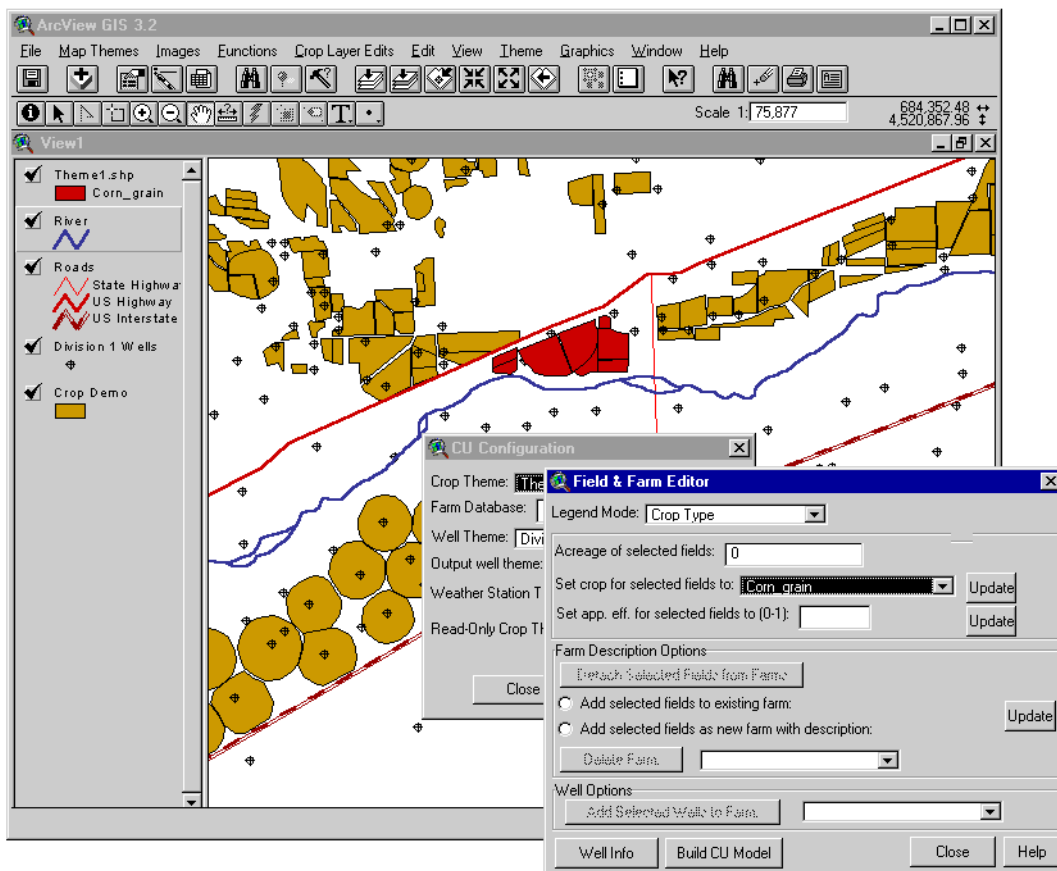 ArcView GIS 3.2
File Map Themes Images Functions Crop Layer Edits Edit View Theme Graphics Window Help
Scale 1: 75,877
684,352.48
4,520,867.96
View1
Theme1.shp
Corn_grain
River
Roads
State Highwa
US Highway
US Interstate
Division 1 Wells
Crop Demo
CU Configuration
Crop Theme: The
Farm Database:
Well Theme: Divi
Output well theme:
Weather Station T
Read-Only Crop Th
Close
Field & Farm Editor
Legend Mode: Crop Type
Acreage of selected fields: 0
Set crop for selected fields to: Corn_grain Update
Set app. eff. for selected fields to (0-1): Update
Farm Description Options
Detach Selected Fields from Farms
Add selected fields to existing farm:
Add selected fields as new farm with description:
Update
Delete Farm.
Well Options
Add Selected Wells to Farm.
Well Info Build CU Model Close Help